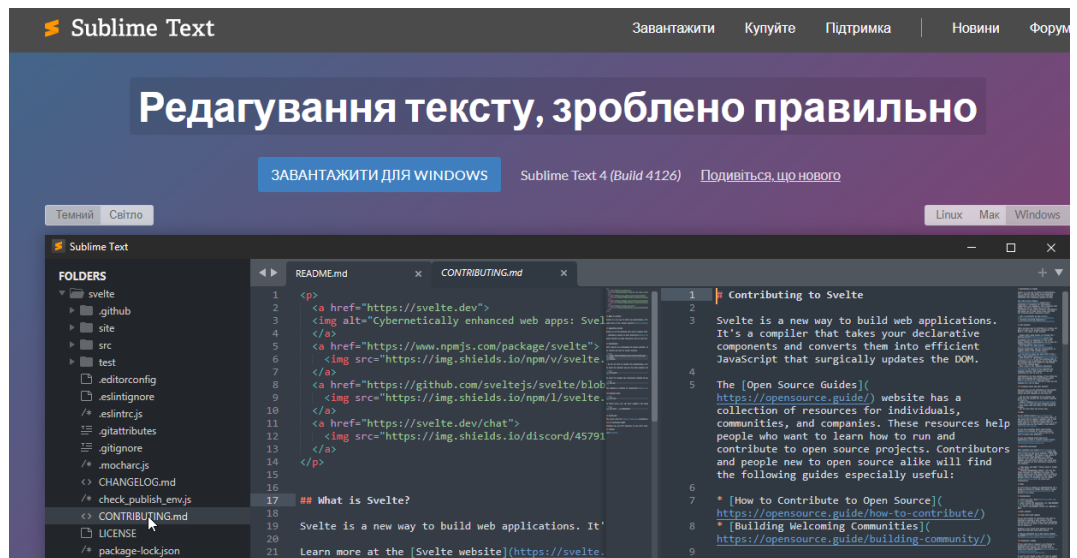 Sublime Text
Завантажити Купуйте Підтримка Новини Форум
Редагування тексту, зроблено правильно
ЗАВАНТАЖИТИ ДЛЯ WINDOWS Sublime Text 4 (Build 4126) Подивіться, що нового
Темний Світло Linux Мак Windows
Sublime Text
FOLDERS
svelte
.github
site
src
test
.editorconfig
.eslintignore
/* .eslintrc.js
.gitattributes
.gitignore
/* .mocharc.js
<> CHANGELOG.md
/* check_publish_env.js
<> CONTRIBUTING.md
LICENSE
/* package-lock.json
README.md CONTRIBUTING.md
1 <p>
2 <a href="https://svelte.dev">
3 <img alt="Cybernetically enhanced web apps: Svel
4 </a>
5 <a href="https://www.npmjs.com/package/svelte">
6 <img src="https://img.shields.io/npm/v/svelte.
7 </a>
8 <a href="https://github.com/sveltejs/svelte/blob
9 <img src="https://img.shields.io/npm/l/svelte.
10 </a>
11 <a href="https://svelte.dev/chat">
12 <img src="https://img.shields.io/discord/45791
13 </a>
14 </p>
15
16
17 ## What is Svelte?
18
19 Svelte is a new way to build web applications. It'
20
21 Learn more at the [Svelte website](https://svelte.
1 # Contributing to Svelte
2
3 Svelte is a new way to build web applications.
It's a compiler that takes your declarative
components and converts them into efficient
JavaScript that surgically updates the DOM.
4
5 The [Open Source Guides](
https://opensource.guide/) website has a
collection of resources for individuals,
communities, and companies. These resources help
people who want to learn how to run and
contribute to open source projects. Contributors
and people new to open source alike will find
the following guides especially useful:
6
7 * [How to Contribute to Open Source](
https://opensource.guide/how-to-contribute/)
8 * [Building Welcoming Communities](
https://opensource.guide/building-community/)
9